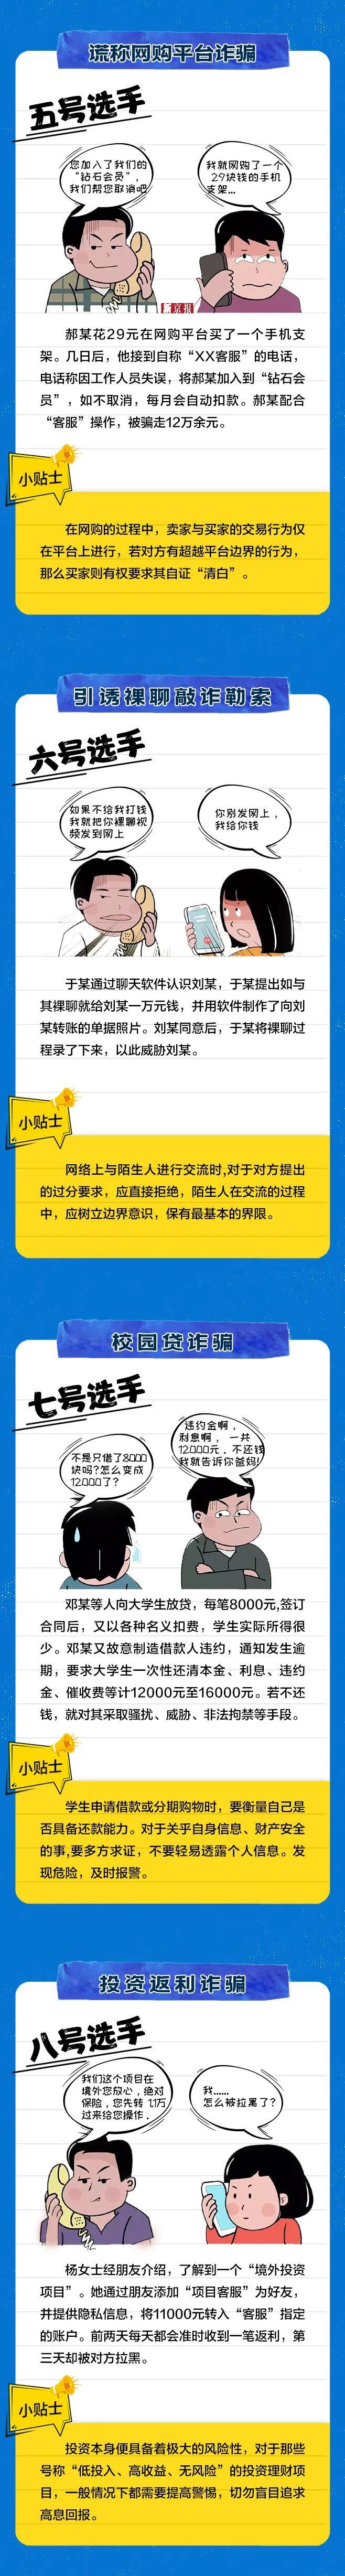 谎称网购平台诈骗
五号选手
您加入了我们的
“钻石会员”，
我们帮您取消吧
我就网购了一个
29块钱的手机
支架...
新京报
郝某花29元在网购平台买了一个手机支
架。几日后，他接到自称“XX客服”的电话，
电话称因工作人员失误，将郝某加入到“钻石会
员”，如不取消，每月会自动扣款。郝某配合
“客服”操作，被骗走12万余元。
小贴士
在网购的过程中，卖家与买家的交易行为仅
在平台上进行，若对方有超越平台边界的行为，
那么买家则有权要求其自证“清白”。
引诱裸聊敲诈勒索
六号选手
如果不给我打钱
我就把你裸聊视
频发到网上
你别发网上，
我给你钱
于某通过聊天软件认识刘某，于某提出如与
其裸聊就给刘某一万元钱，并用软件制作了向刘
某转账的单据照片。刘某同意后，于某将裸聊过
程录了下来，以此威胁刘某。
小贴士
网络上与陌生人进行交流时,对于对方提出
的过分要求，应直接拒绝，陌生人在交流的过程
中，应树立边界意识，保有最基本的界限。
校园贷诈骗
七号选手
不是只借了8000
块吗?怎么变成
12000了?
违约金啊，
利息啊， 一共
12000元，不还钱
我就告诉你爸妈!
邓某等人向大学生放贷，每笔8000元,签订
合同后，又以各种名义扣费，学生实际所得很
少。邓某又故意制造借款人违约，通知发生逾
期，要求大学生一次性还清本金、利息、违约
金、催收费等计12000元至16000元。若不还
钱，就对其采取骚扰、威胁、非法拘禁等手段。
小贴士
学生申请借款或分期购物时，要衡量自己是
否具备还款能力。对于关乎自身信息、财产安全
的事,要多方求证，不要轻易透露个人信息。发
现危险，及时报警。
投资返利诈骗
八号选手
我们这个项目在
境外您放心，绝对
保险，您先转 1.1万
过来给您操作.
我......
怎么被拉黑了?
杨女士经朋友介绍，了解到一个“境外投资
项目”。她通过朋友添加“项目客服”为好友，
并提供隐私信息，将11000元转入“客服”指定
的账户。前两天每天都会准时收到一笔返利，第
三天却被对方拉黑。
小贴士
投资本身便具备着极大的风险性，对于那些
号称“低投入、高收益、无风险”的投资理财项
目，一般情况下都需要提高警惕，切勿盲目追求
高息回报。